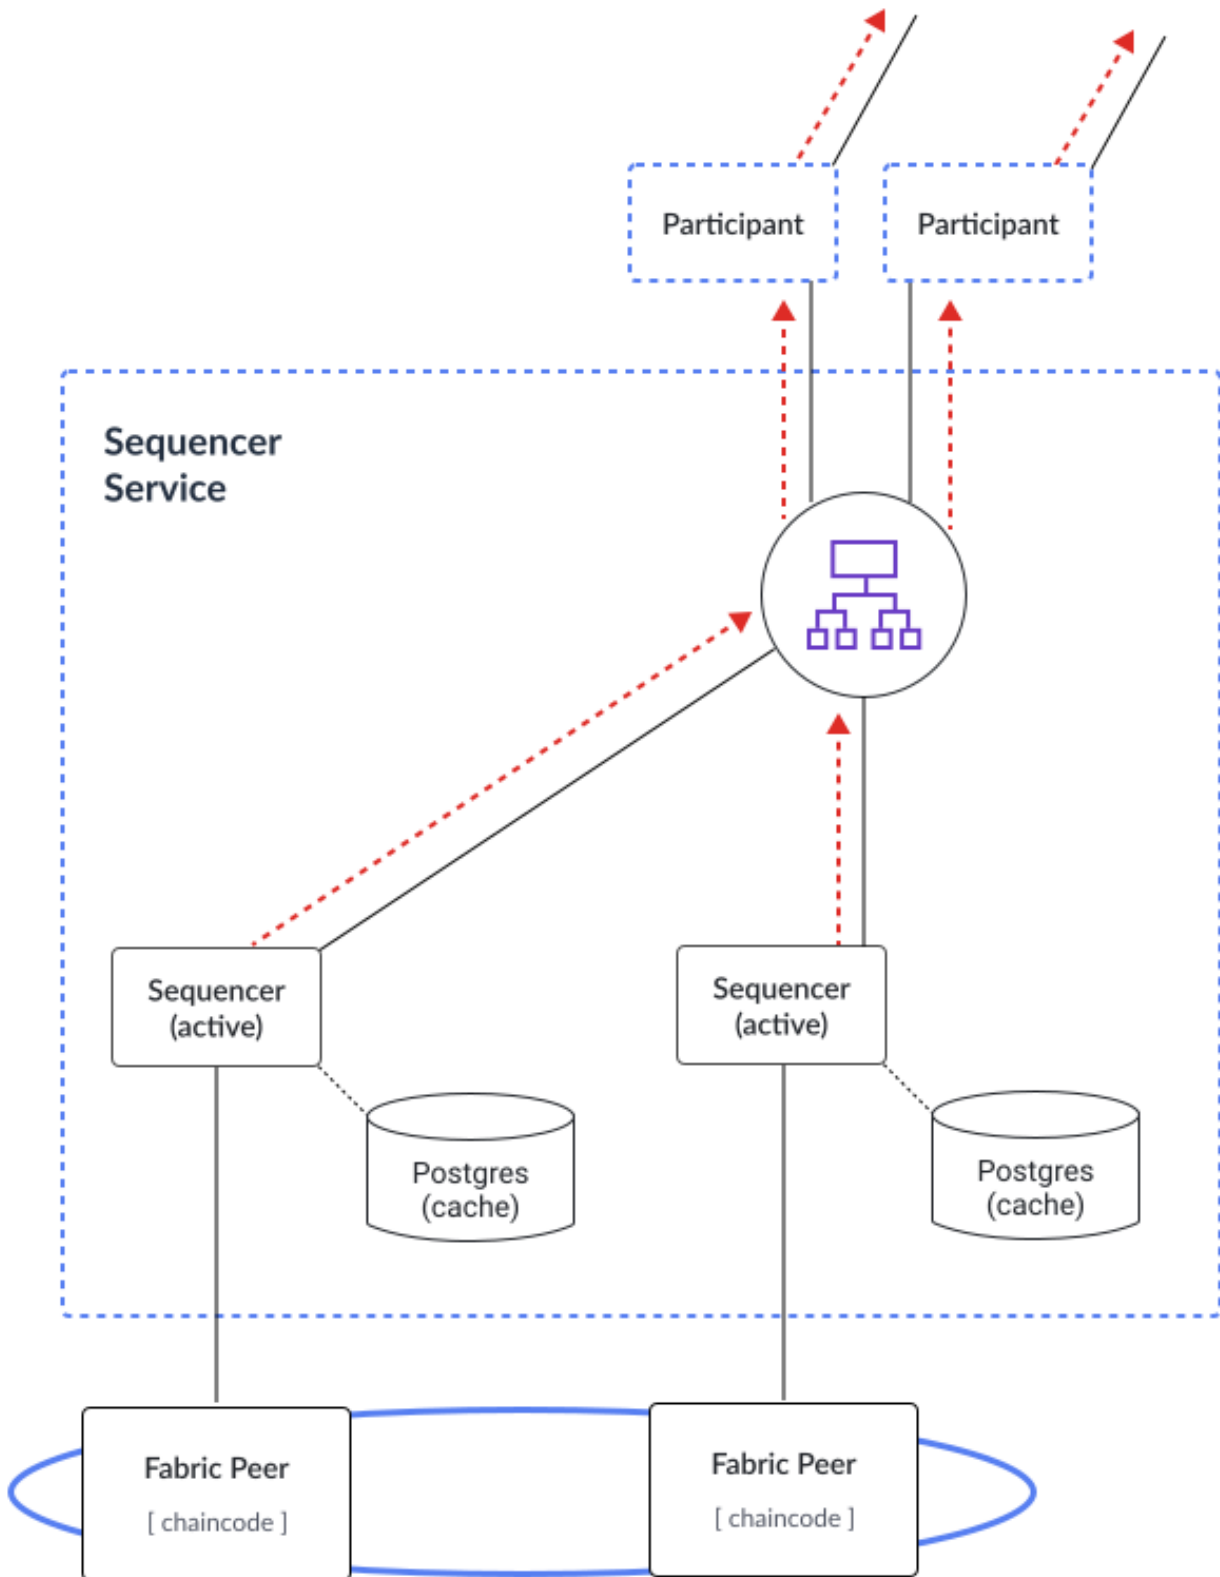 Participant
Participant
Sequencer
Service
Sequencer
(active)
Sequencer
(active)
Postgres
(cache)
Postgres
(cache)
Fabric Peer
[ chaincode ]
Fabric Peer
[ chaincode ]